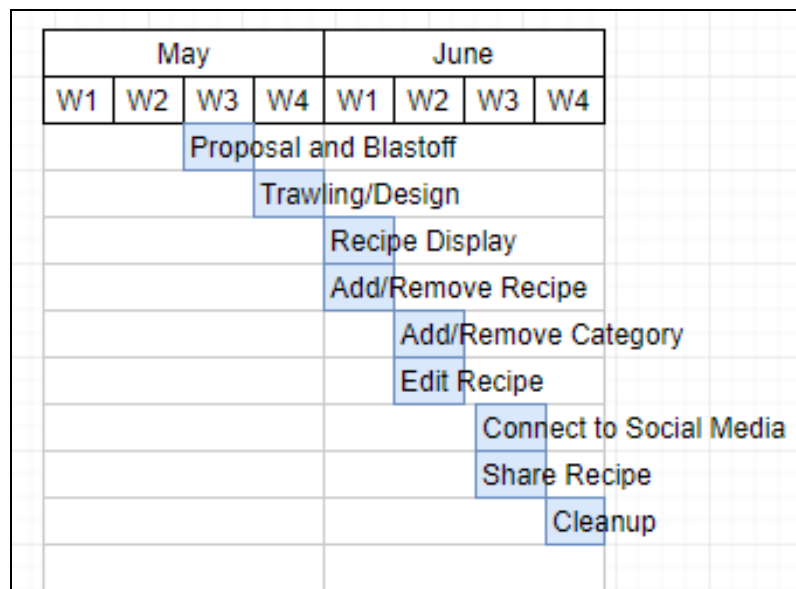 May June
W1 W2 W3 W4 W1 W2 W3 W4
Proposal and Blastoff
Trawling/Design
Recipe Display
Add/Remove Recipe
Add/Remove Category
Edit Recipe
Connect to Social Media
Share Recipe
Cleanup